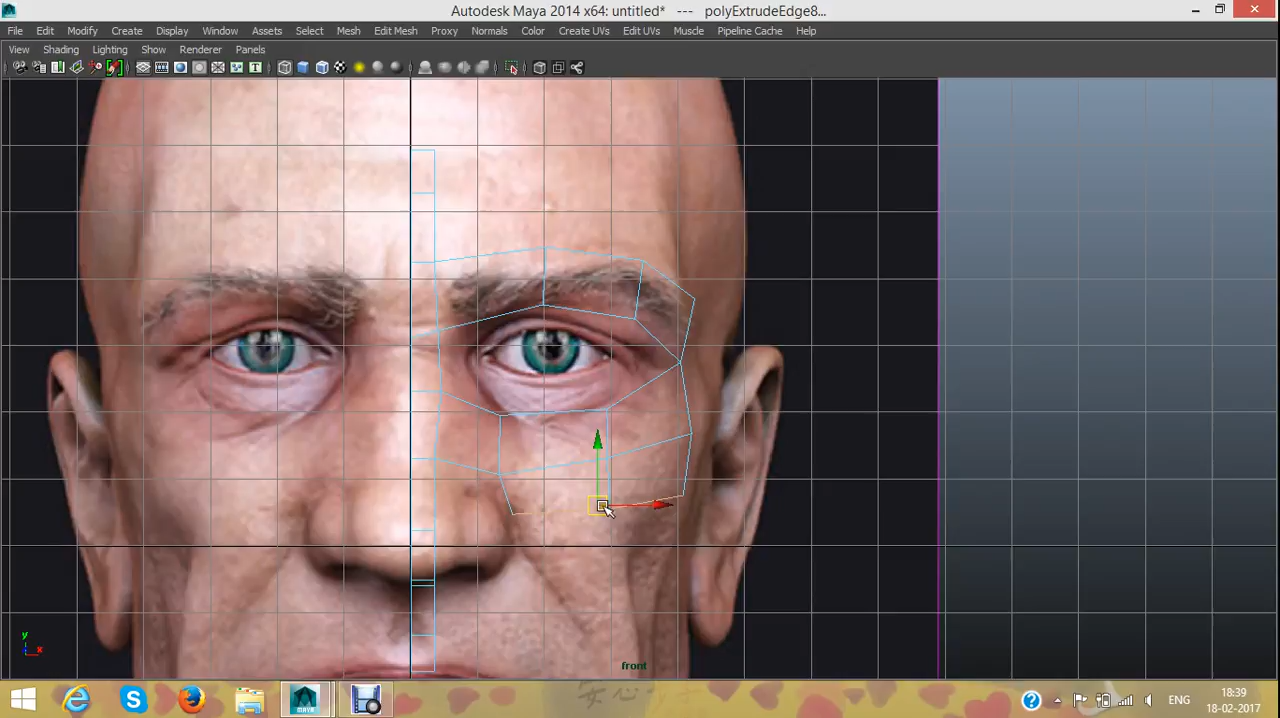 Autodesk Maya 2014 x64: untitled*   ---   polyExtrudeEdge8...
File Edit Modify Create Display Window Assets Select Mesh Edit Mesh Proxy Normals Color Create UVs Edit UVs Muscle Pipeline Cache Help
View Shading Lighting Show Renderer Panels
y
x
front
MAYA
ENG
18:39
18-02-2017